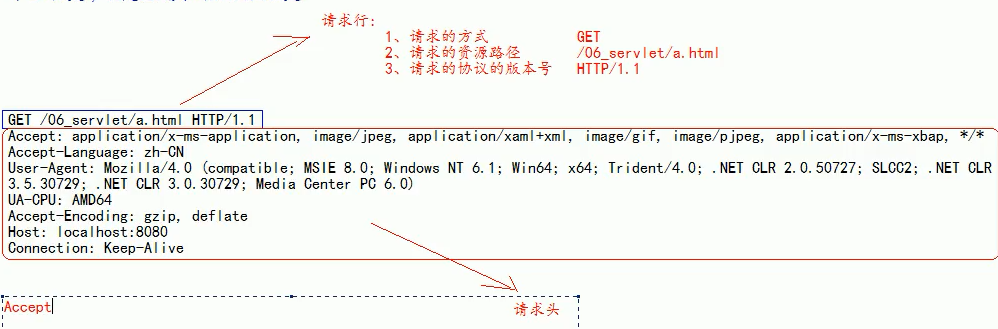 请求行:
1、请求的方式 GET
2、请求的资源路径 /06_servlet/a.html
3、请求的协议的版本号 HTTP/1.1
GET /06_servlet/a.html HTTP/1.1
Accept: application/x-ms-application, image/jpeg, application/xaml+xml, image/gif, image/pjpeg, application/x-ms-xbap, */*
Accept-Language: zh-CN
User-Agent: Mozilla/4.0 (compatible; MSIE 8.0; Windows NT 6.1; Win64; x64; Trident/4.0; .NET CLR 2.0.50727; SLCC2; .NET CLR
3.5.30729; .NET CLR 3.0.30729; Media Center PC 6.0)
UA-CPU: AMD64
Accept-Encoding: gzip, deflate
Host: localhost:8080
Connection: Keep-Alive
Accept 请求头